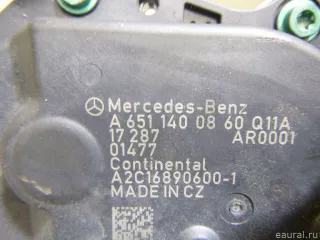 Mercedes-Benz
A 651 140 08 60 Q11A
17 287 AR0001
01477
Continental
A2C16890600-1
MADE IN CZ
© eaural.ru